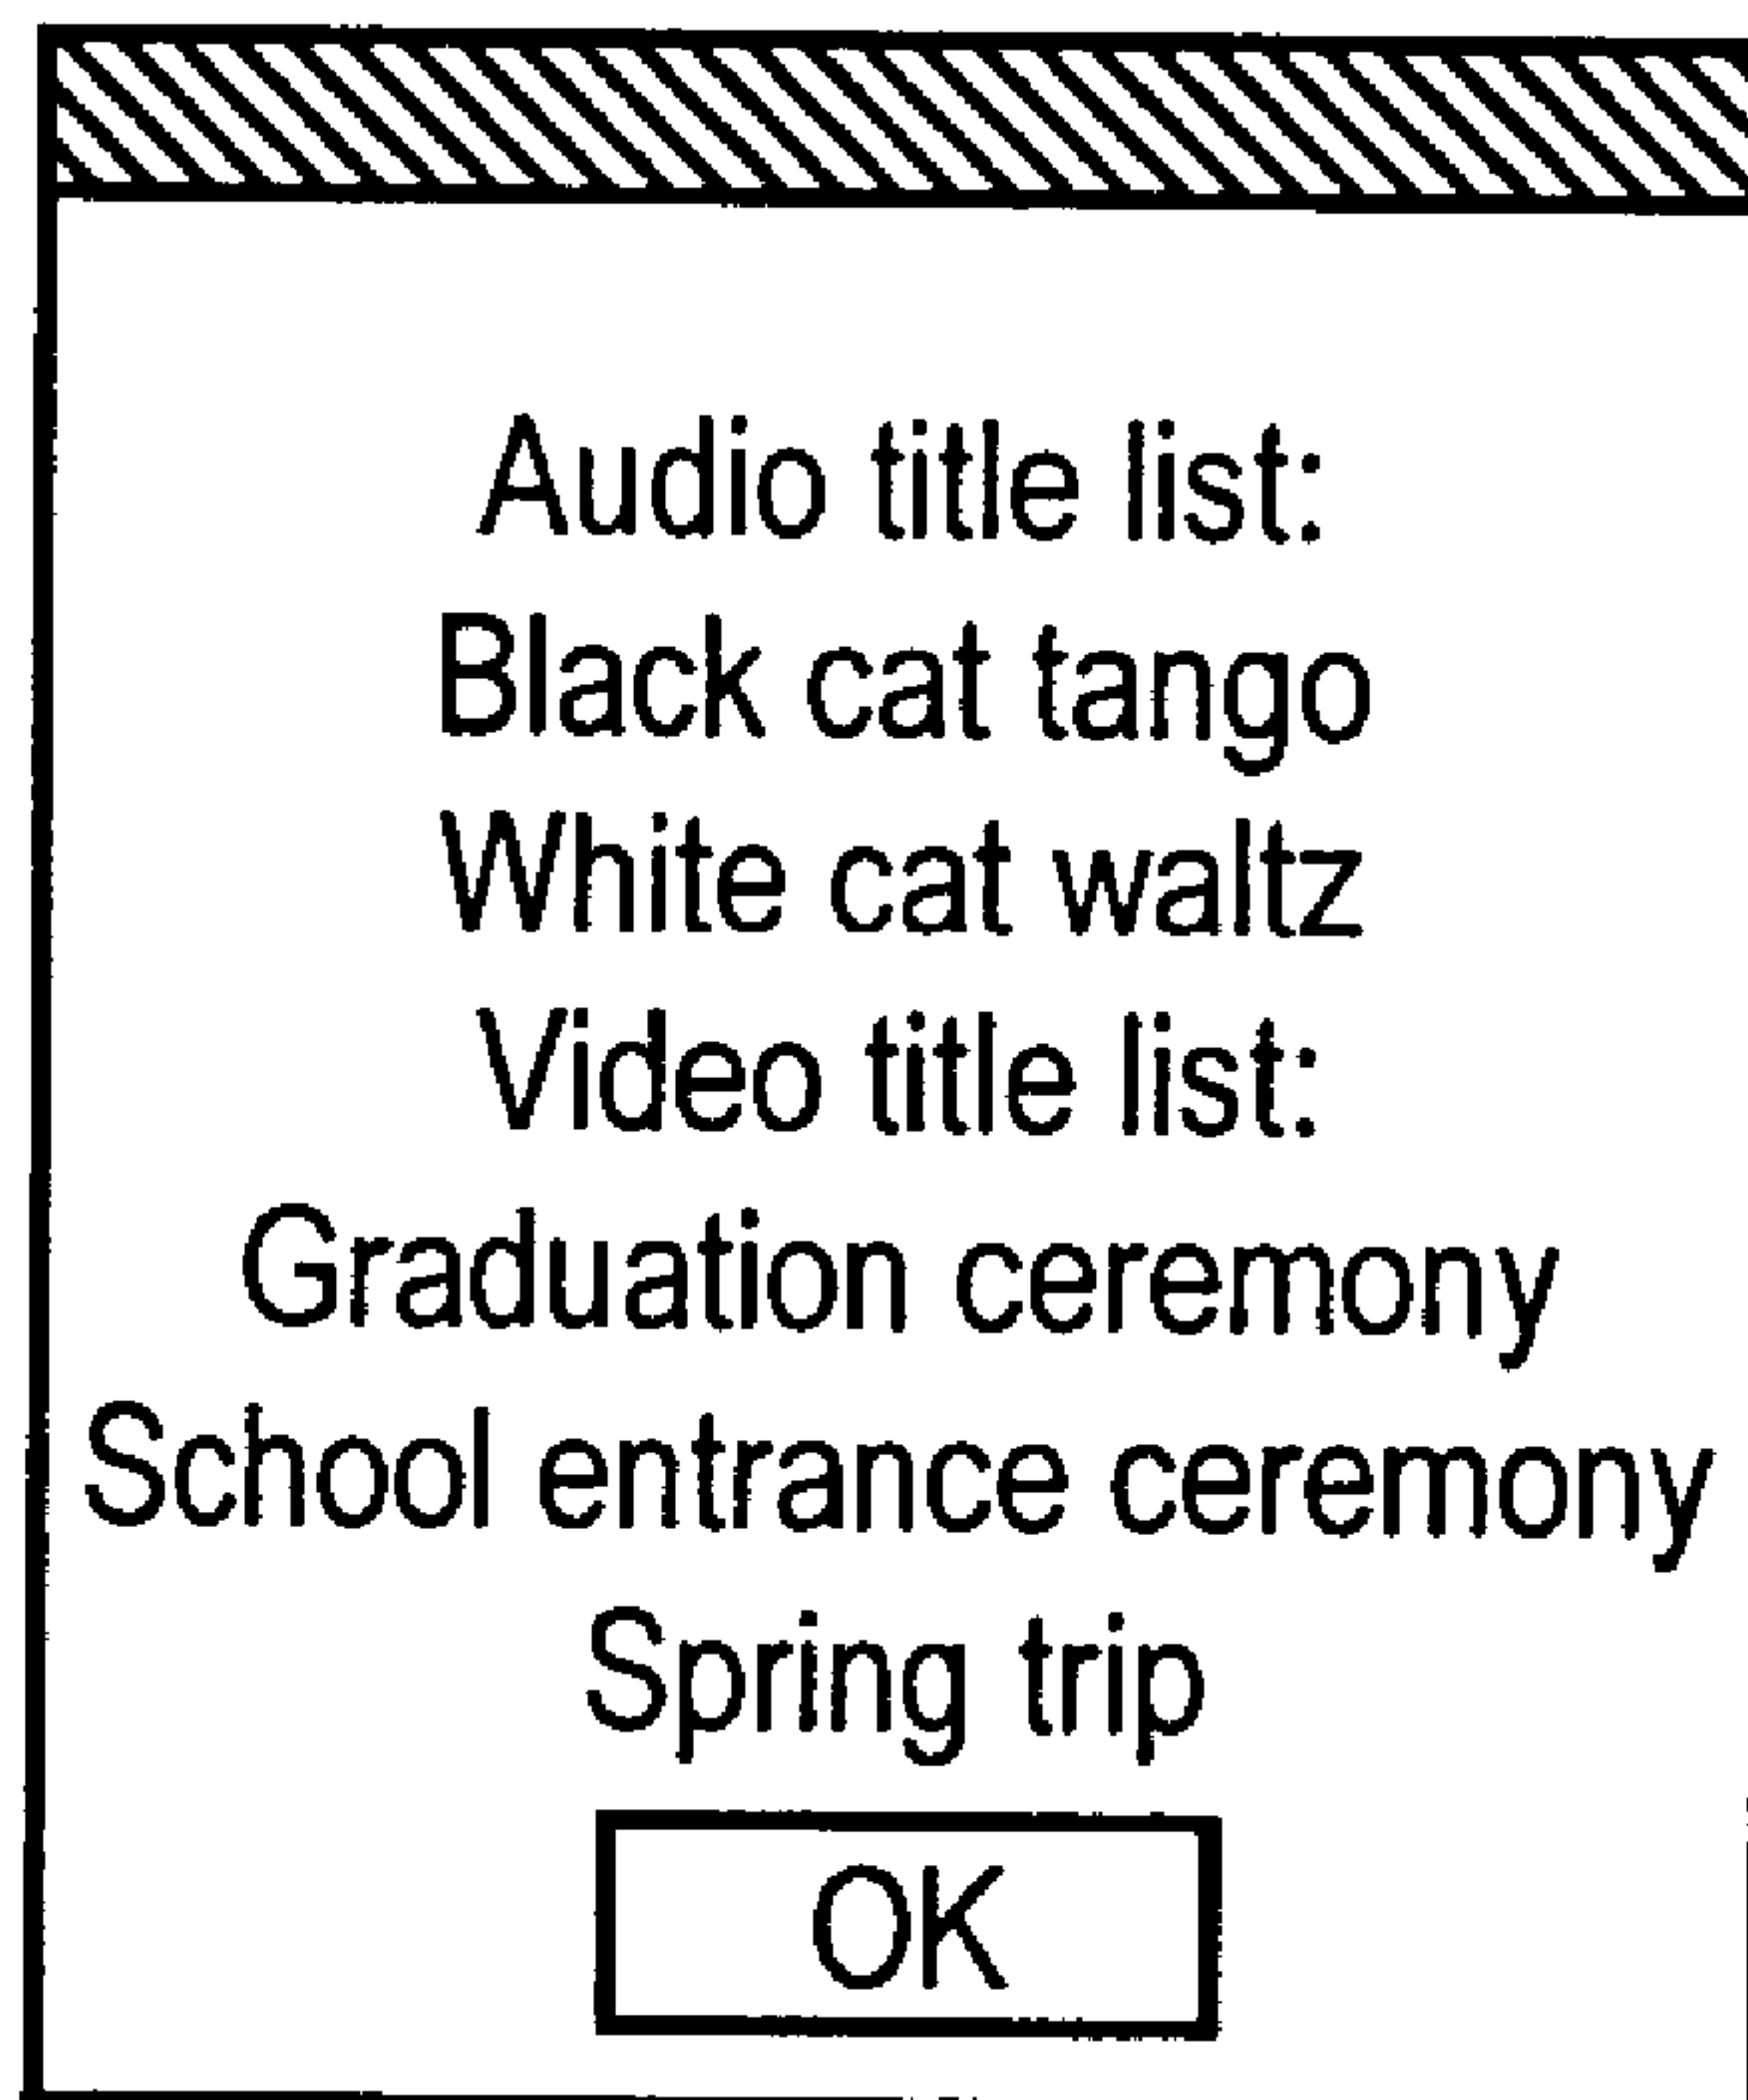 Audio title list:
Black cat tango
White cat waltz
Video title list:
Graduation ceremony
School entrance ceremony
Spring trip
OK